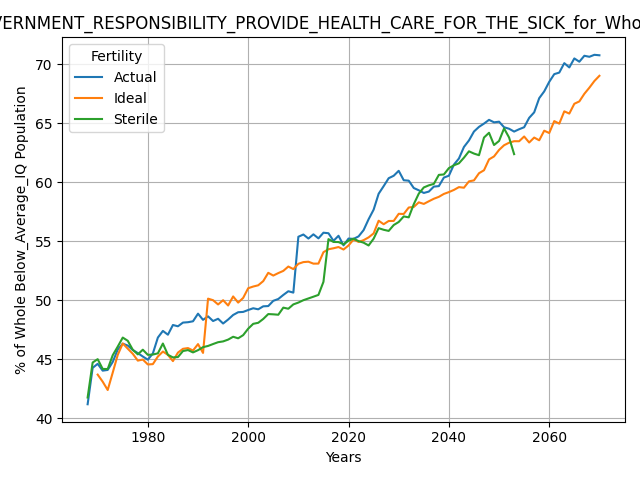 VERNMENT_RESPONSIBILITY_PROVIDE_HEALTH_CARE_FOR_THE_SICK_for_Who
Fertility
Actual
Ideal
Sterile
% of Whole Below_Average_IQ Population
70
65
60
55
50
45
40
1980
2000
2020
2040
2060
Years